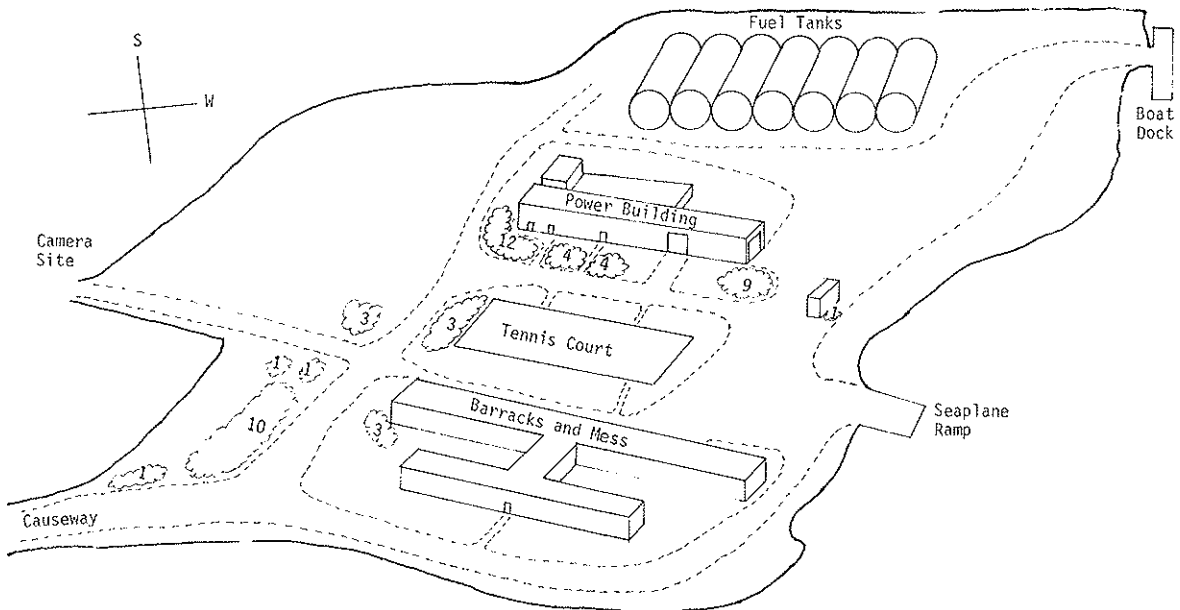 Fuel Tanks
S
W
Boat
Dock
Power Building
Camera
Site
12
4
4
9
1
3
3
Tennis Court
1
1
Seaplane
Ramp
Barracks and Mess
3
10
1
Causeway